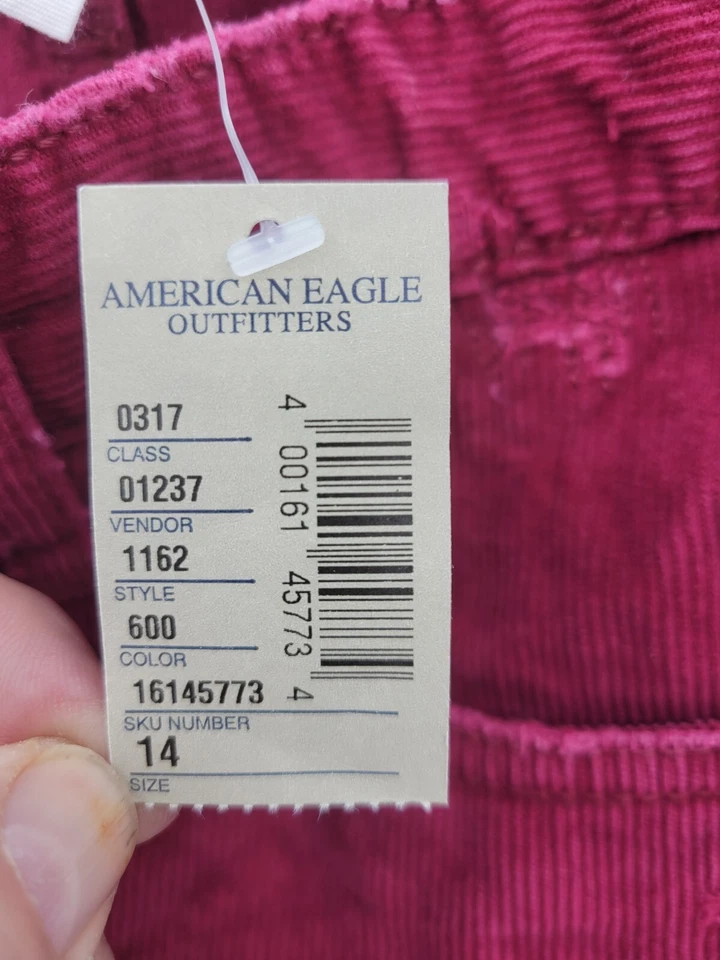 AMERICAN EAGLE
OUTFITTERS
0317
CLASS
01237
VENDOR
1162
STYLE
600
COLOR
16145773
SKU NUMBER
14
SIZE
4 00161 45773 4